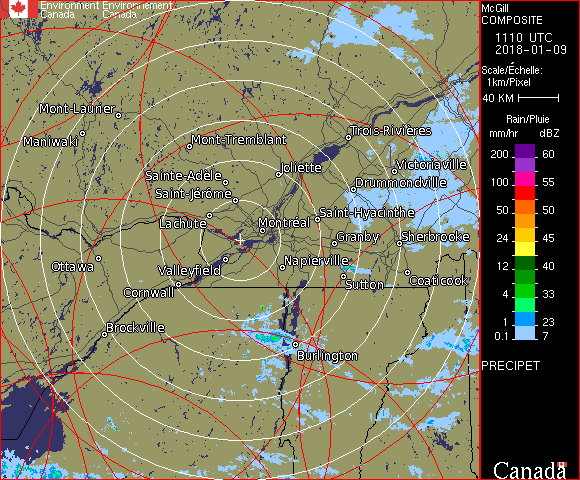 Environment Environnement
Canada Canada
McGill
COMPOSITE
1110 UTC
2018-01-09
Scale/Échelle:
1km/Pixel
40 KM
Rain/Pluie
mm/hr dBZ
200 60
100 55
50 50
24 45
12 40
4 33
1 23
0.1 7
PRECIPET
Canada
Mont-Laurier
Maniwaki
Mont-Tremblant
Trois-Rivières
Joliette
Victoriaville
Sainte-Adèle
Drummondville
Saint-Jérôme
Lachute
Saint-Hyacinthe
Montréal
Granby
Sherbrooke
Ottawa
Valleyfield
Napierville
Cornwall
Sutton
Coaticook
Brockville
Burlington